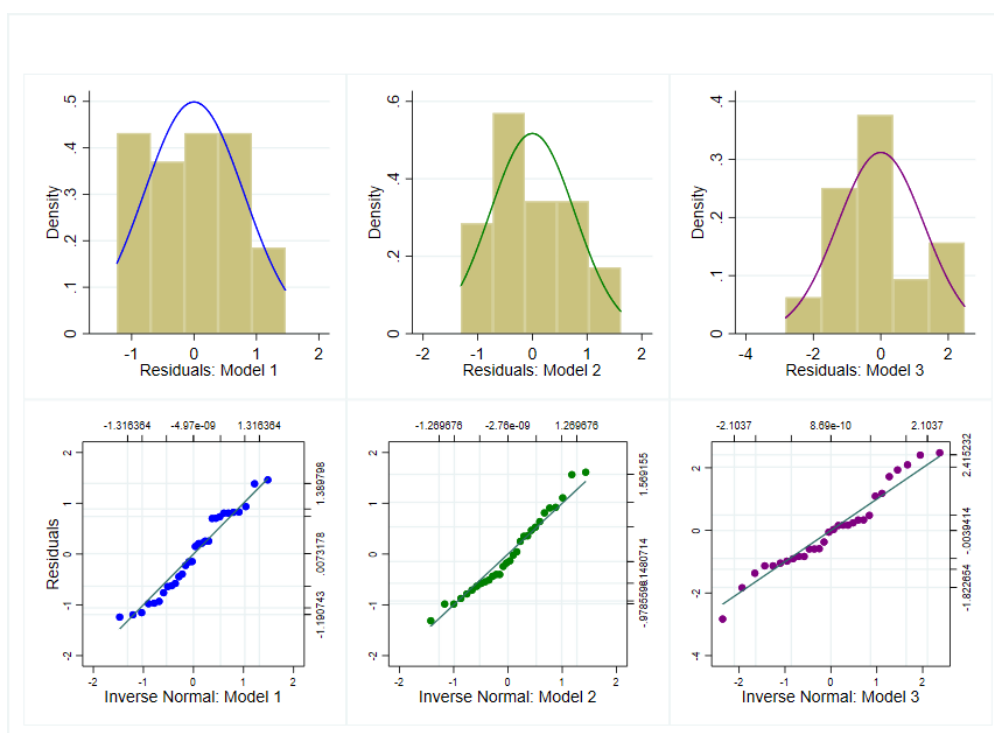 Density
0 .1 .2 .3 .4 .5
-1 0 1 2
Residuals: Model 1
Density
0 .2 .4 .6
-2 -1 0 1 2
Residuals: Model 2
Density
0 .1 .2 .3 .4
-4 -2 0 2
Residuals: Model 3
-1.316364 -4.97e-09 1.316364
Residuals
-2 -1 0 1 2
-1.190743 .0073178 1.389798
-2 -1 0 1 2
Inverse Normal: Model 1
-1.269676 -2.76e-09 1.269676
-2 -1 0 1 2
1.569155
-2 -1 0 1 2
Inverse Normal: Model 2
-2.1037 8.69e-10 2.1037
-4 -2 0 2
-1.822664 -.0039414 2.415232
-2 -1 0 1 2
Inverse Normal: Model 3